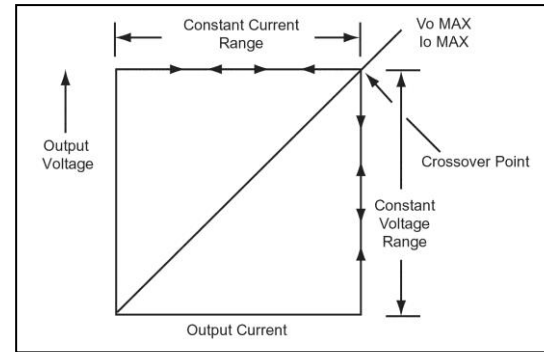 Constant Current
Range
Vo MAX
Io MAX
Output
Voltage
Crossover Point
Constant
Voltage
Range
Output Current